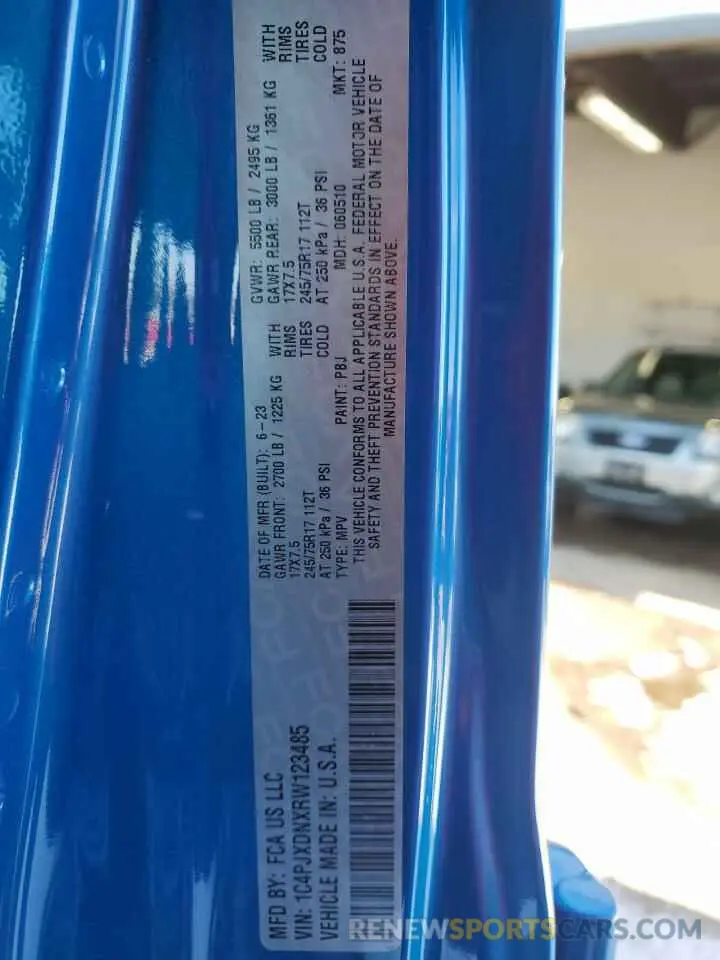 MFD BY: FCA US LLC
VIN: 1C4PJXDNXRW123485
VEHICLE MADE IN: U.S.A.
DATE OF MFR (BUILT): 6-23
GVWR: 5500 LB / 2495 KG
GAWR FRONT: 2700 LB / 1225 KG WITH
GAWR REAR: 3000 LB / 1361 KG WITH
17X7.5 RIMS
17X7.5 RIMS
245/75R17 112T TIRES
245/75R17 112T TIRES
AT 250 kPa / 36 PSI COLD
AT 250 kPa / 36 PSI COLD
TYPE: MPV PAINT: PBJ MDH: 060510 MKT: 875
THIS VEHICLE CONFORMS TO ALL APPLICABLE U.S.A. FEDERAL MOTOR VEHICLE
SAFETY AND THEFT PREVENTION STANDARDS IN EFFECT ON THE DATE OF
MANUFACTURE SHOWN ABOVE.
RENEWSPORTSCARS.COM